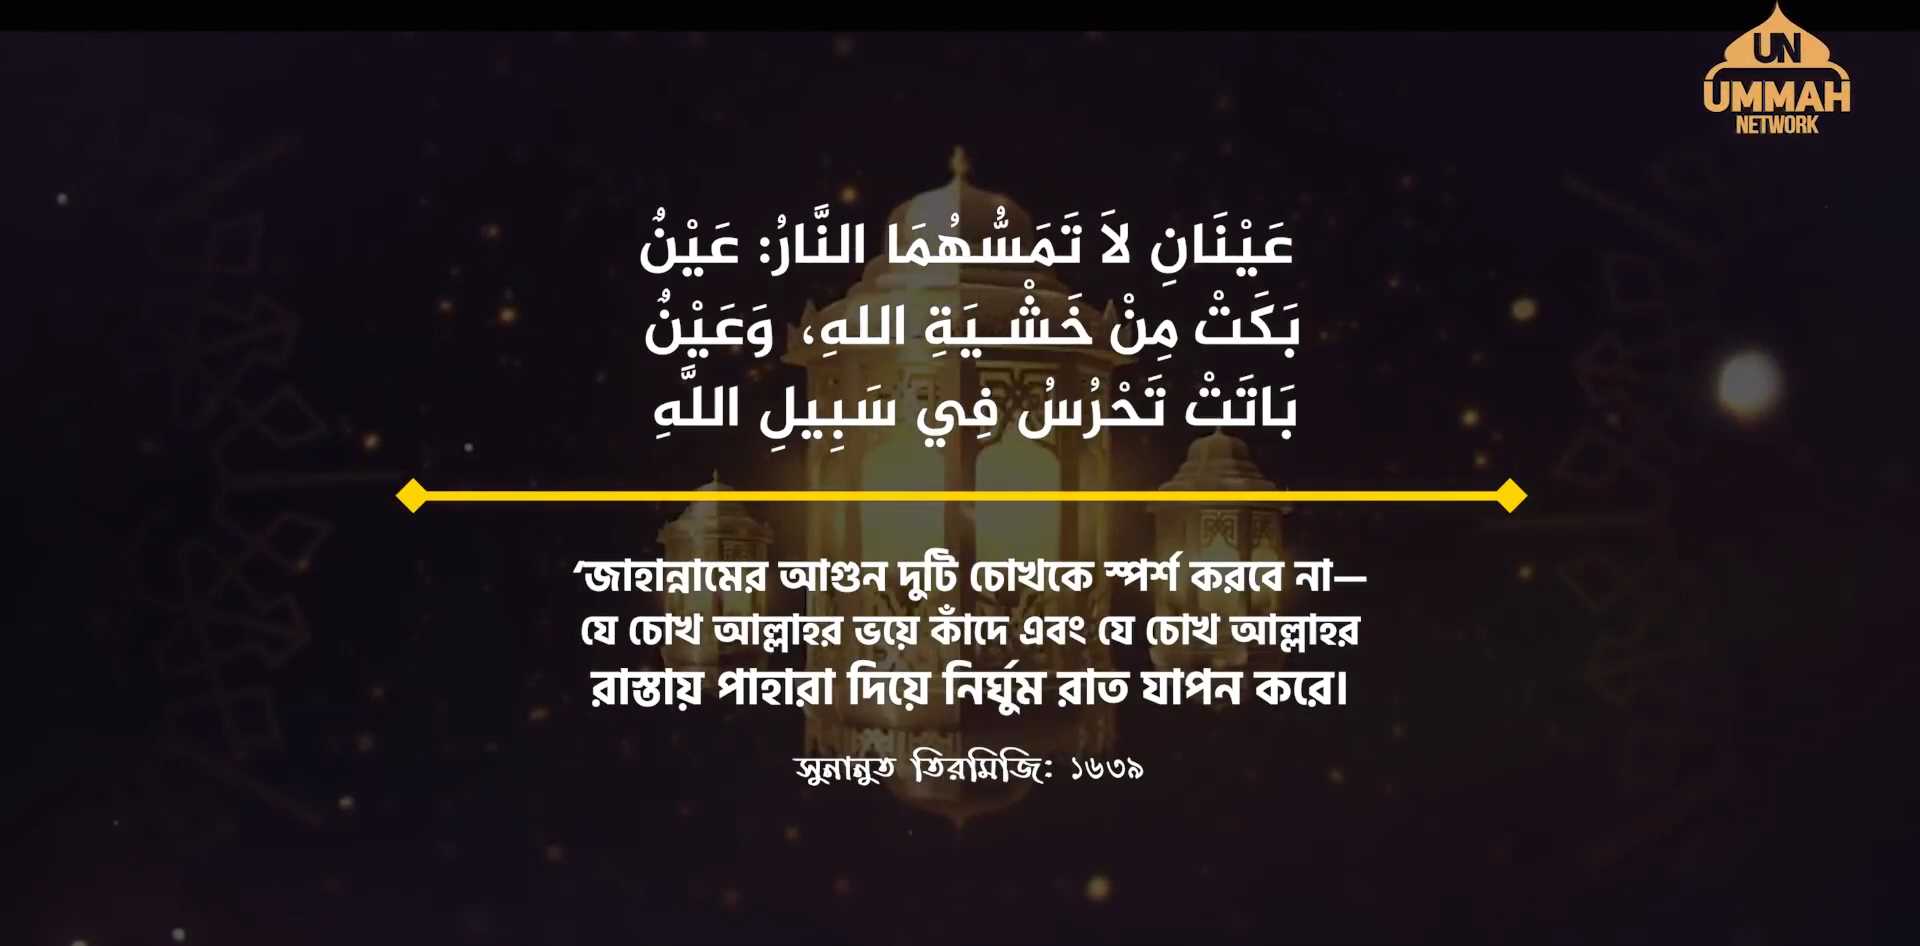 UN
UMMAH
NETWORK
عَيْنَانِ لاَ تَمَسُّهُمَا النَّارُ: عَيْنٌ
بَكَتْ مِنْ خَشْيَةِ اللهِ، وَعَيْنٌ
بَاتَتْ تَحْرُسُ فِي سَبِيلِ اللَّهِ
‘জাহান্নামের আগুন দুটি চোখকে স্পর্শ করবে না—
যে চোখ আল্লাহর ভয়ে কাঁদে এবং যে চোখ আল্লাহর
রাস্তায় পাহারা দিয়ে নির্ঘুম রাত যাপন করে।
সুনানুত তিরমিজি: ১৬৩৯